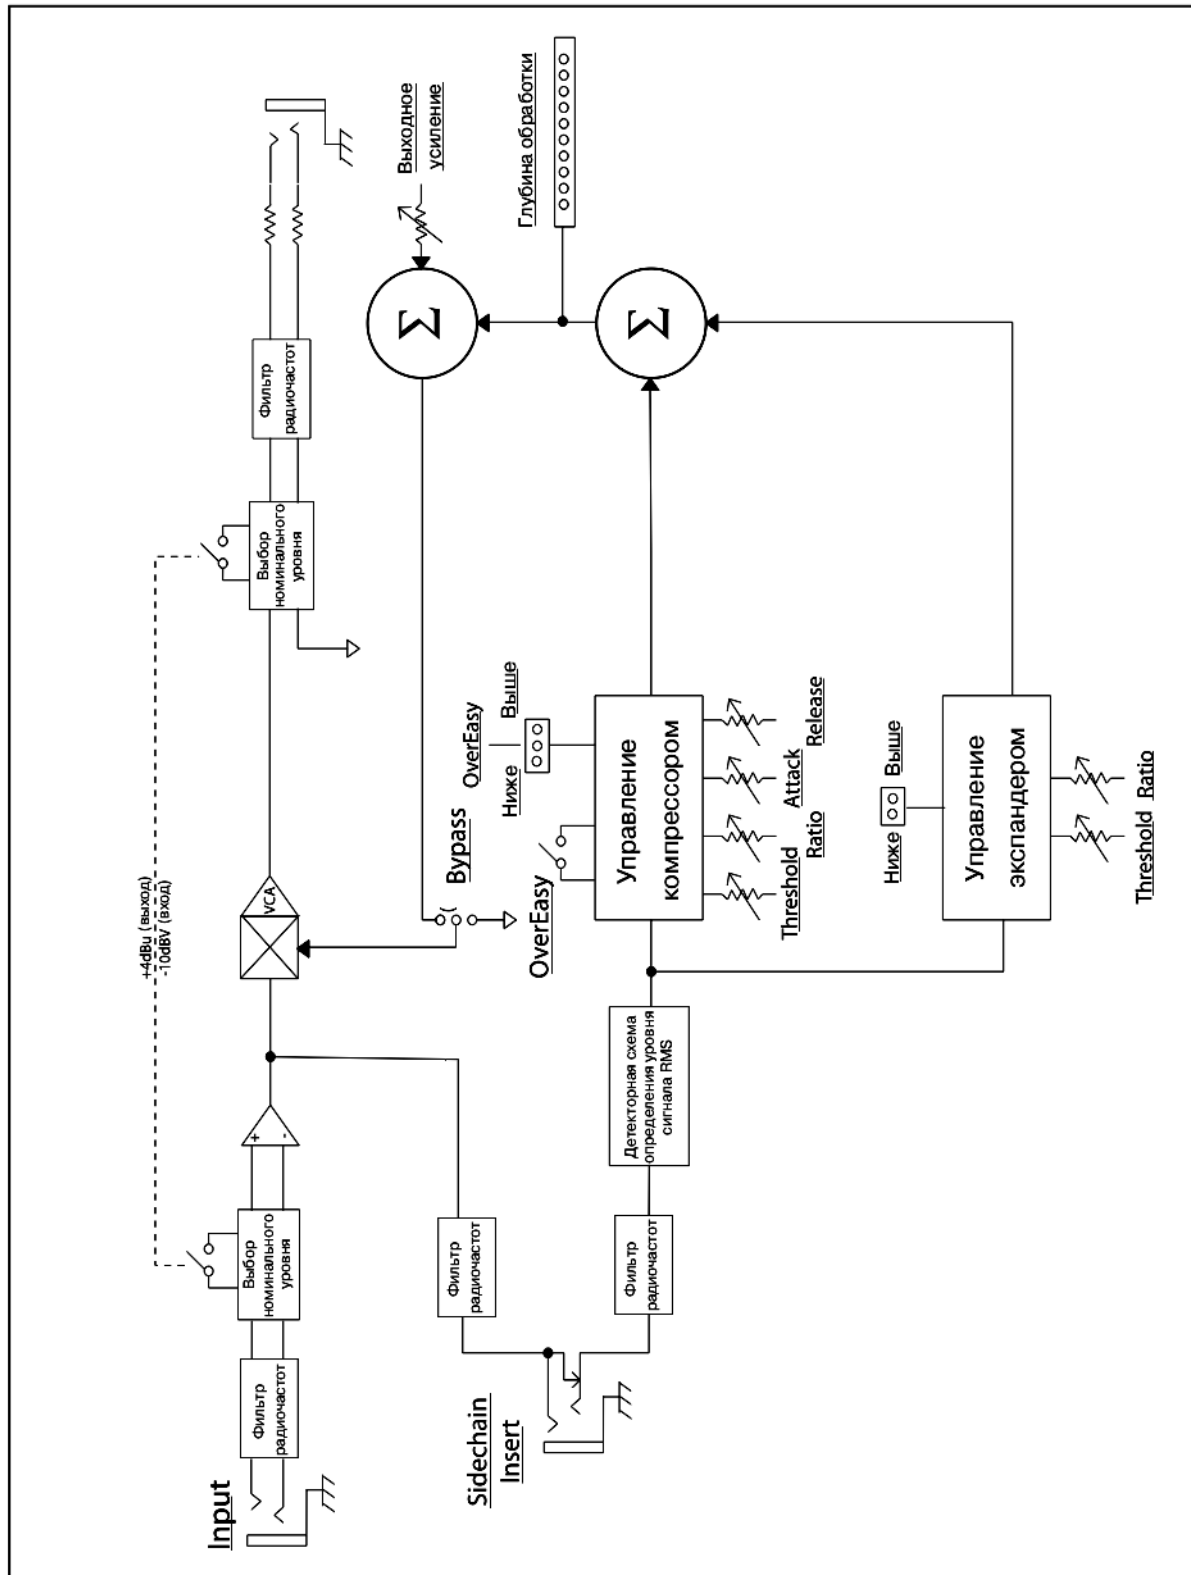 +4dBu (выход)
-10dBV (вход)
Input
Фильтр
радиочастот
Выбор
номинального
уровня
+
-
VCA
Выбор
номинального
уровня
Фильтр
радиочастот
Выходное
усиление
Σ
Bypass
Sidechain
Insert
Фильтр
радиочастот
OverEasy
Ниже
Выше
OverEasy
Глубина обработки
Фильтр
радиочастот
Детекторная схема
определения уровня
сигнала RMS
Управление
компрессором
Σ
Threshold
Ratio
Attack
Release
Ниже
Выше
Управление
экспандером
Threshold
Ratio